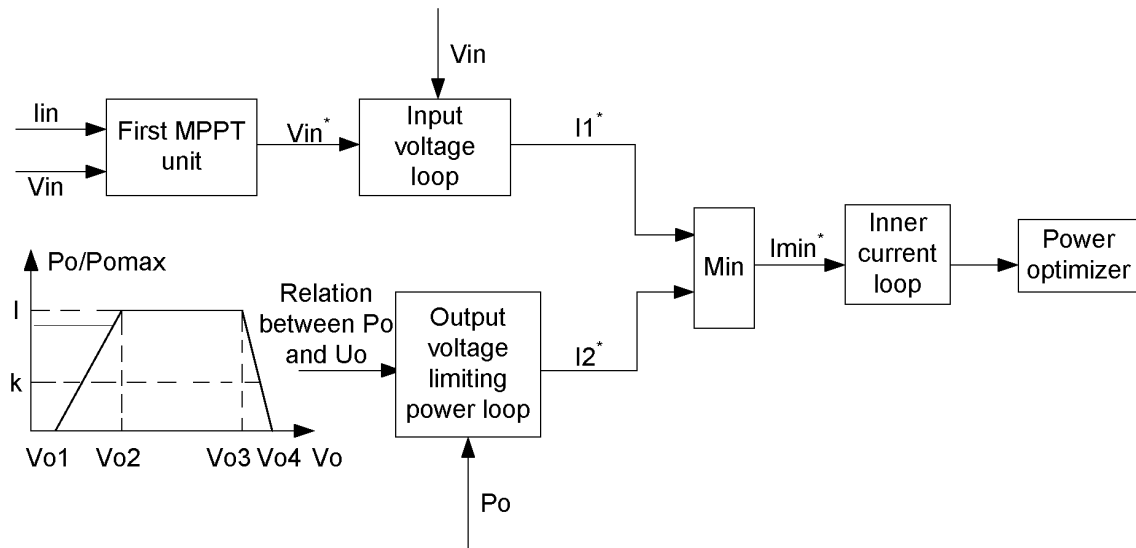 Vin
Iin
First MPPT
unit
Vin
Vin*
Input
voltage
loop
I1*
Po/Pomax
I
k
Vo1
Vo2
Vo3
Vo4
Vo
Relation
between Po
and Uo
Output
voltage
limiting
power loop
I2*
Po
Min
Imin*
Inner
current
loop
Power
optimizer